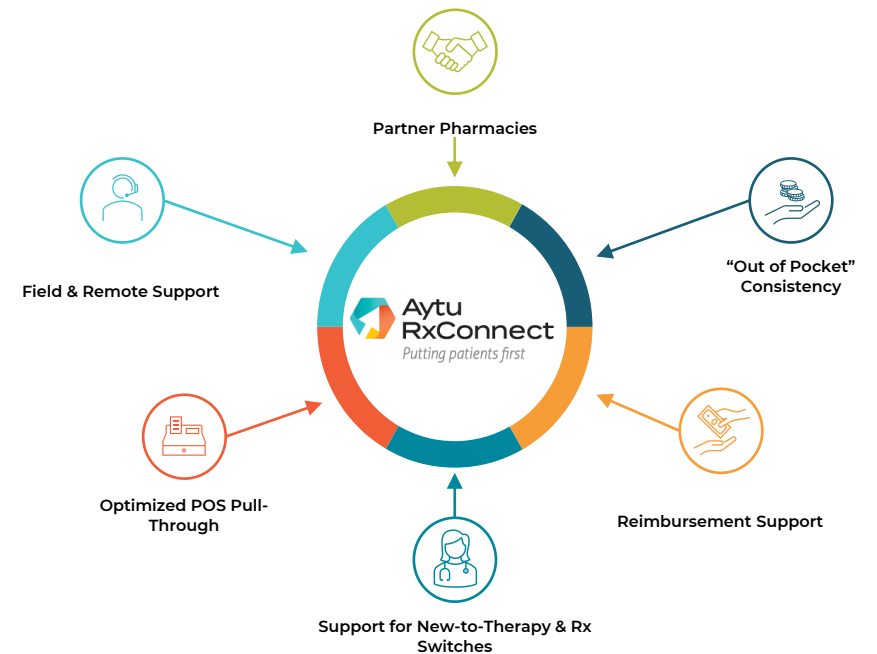 Partner Pharmacies
Field & Remote Support
“Out of Pocket”
Consistency
Aytu
RxConnect
Putting patients first
Optimized POS Pull-
Through
Reimbursement Support
Support for New-to-Therapy & Rx
Switches